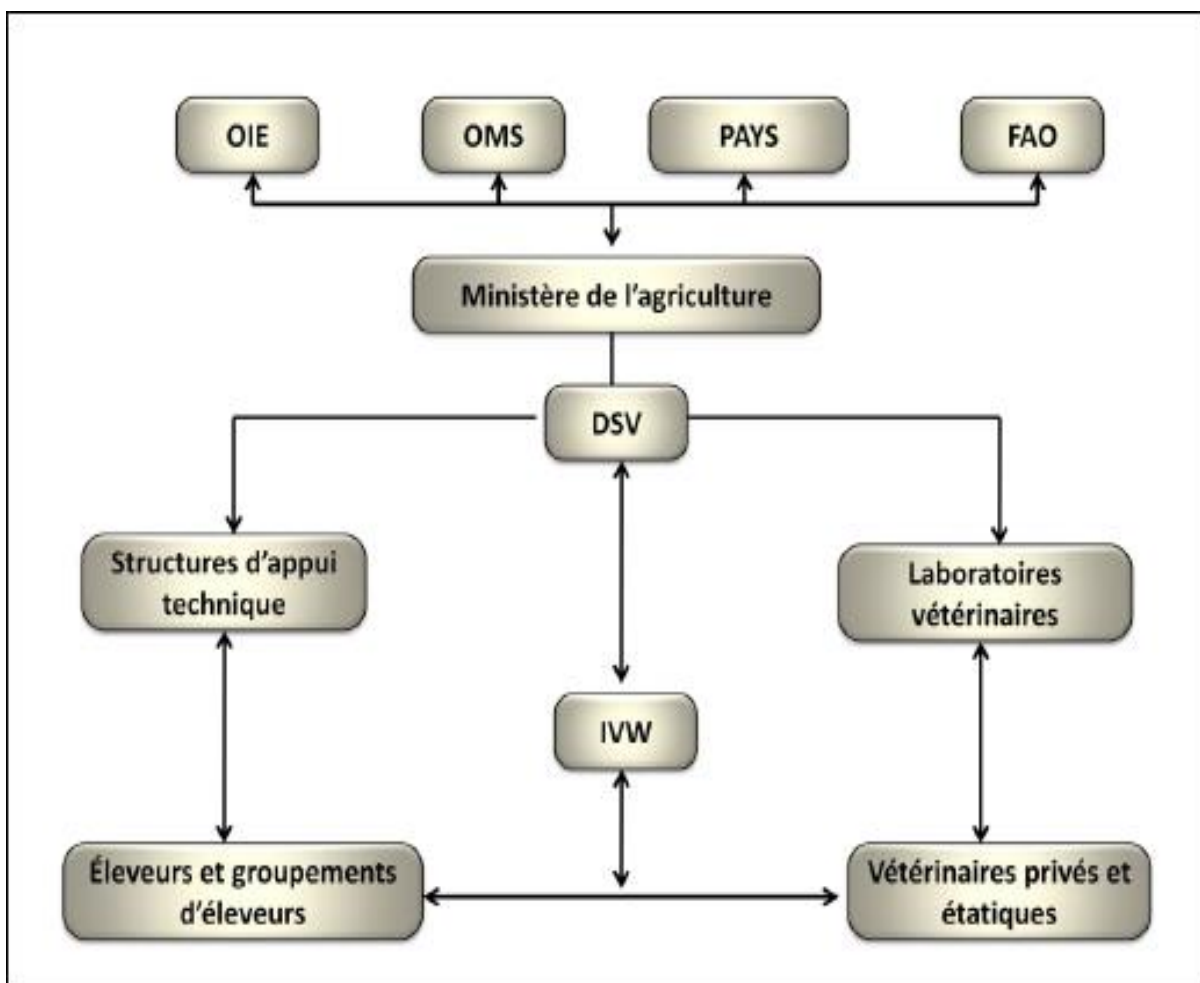 OIE
OMS
PAYS
FAO
Ministère de l'agriculture
DSV
Structures d'appui
technique
Laboratoires
vétérinaires
IVW
Éleveurs et groupements
d'éleveurs
Vétérinaires privés et
étatiques